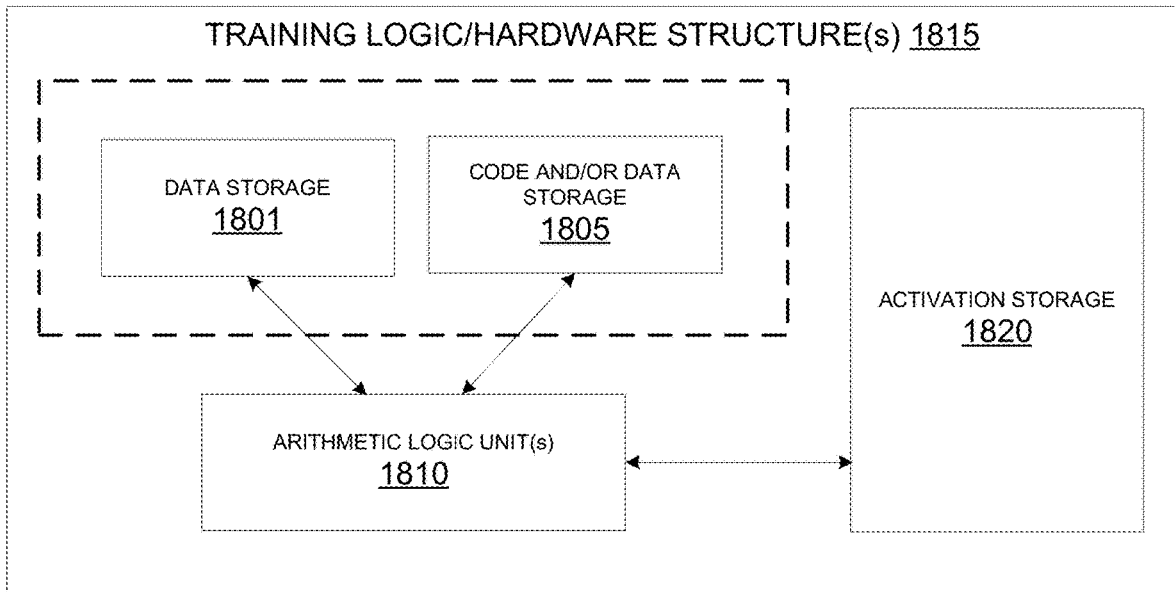 TRAINING LOGIC/HARDWARE STRUCTURE(s) 1815
DATA STORAGE
1801
CODE AND/OR DATA
STORAGE
1805
ACTIVATION STORAGE
1820
ARITHMETIC LOGIC UNIT(s)
1810